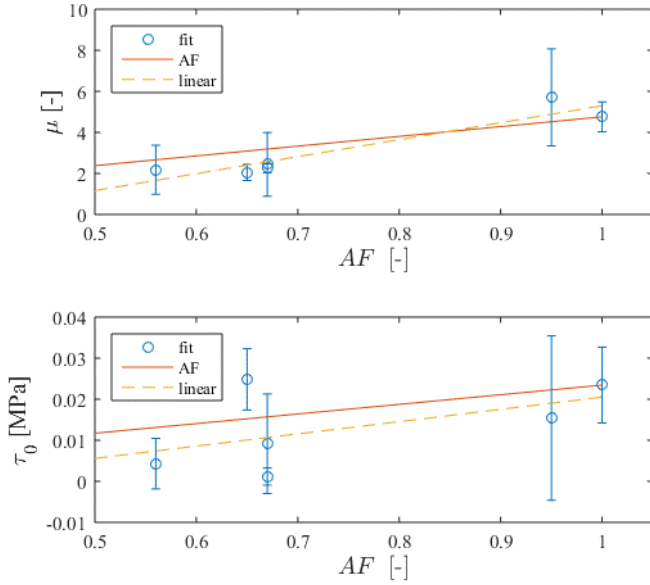 10
8
6
4
2
0
μ [-]
fit
AF
linear
0.5 0.6 0.7 0.8 0.9 1
AF [-]
0.04
0.03
0.02
0.01
0
-0.01
τ0 [MPa]
fit
AF
linear
0.5 0.6 0.7 0.8 0.9 1
AF [-]